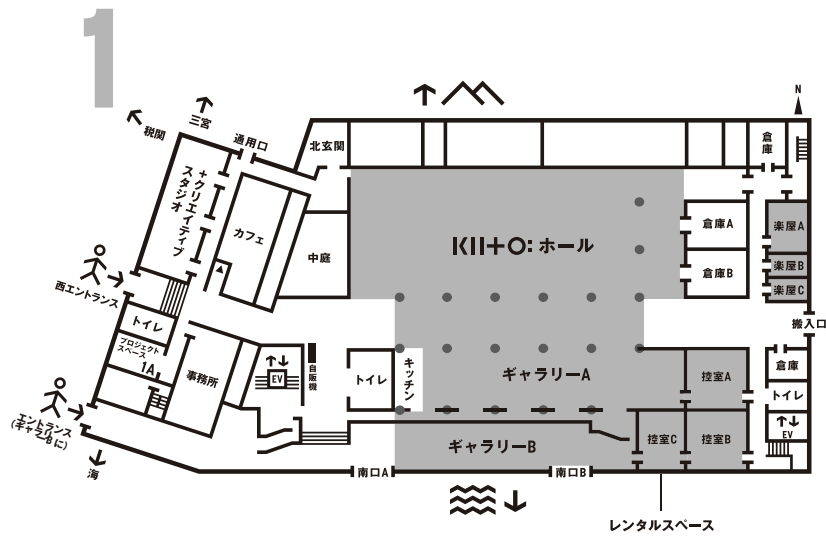 1
N
三宮
税関
通用口
北玄関
倉庫
+クリエイティブ
スタジオ
カフェ
中庭
KIITO:ホール
倉庫A
倉庫B
楽屋A
楽屋B
楽屋C
搬入口
西エントランス
トイレ
プロジェクト
スペース
1A
事務所
EV
自販機
トイレ
キッチン
ギャラリーA
控室A
倉庫
トイレ
EV
エントランス
(ギャラリーBに)
海
ギャラリーB
控室C
控室B
南口A
南口B
レンタルスペース